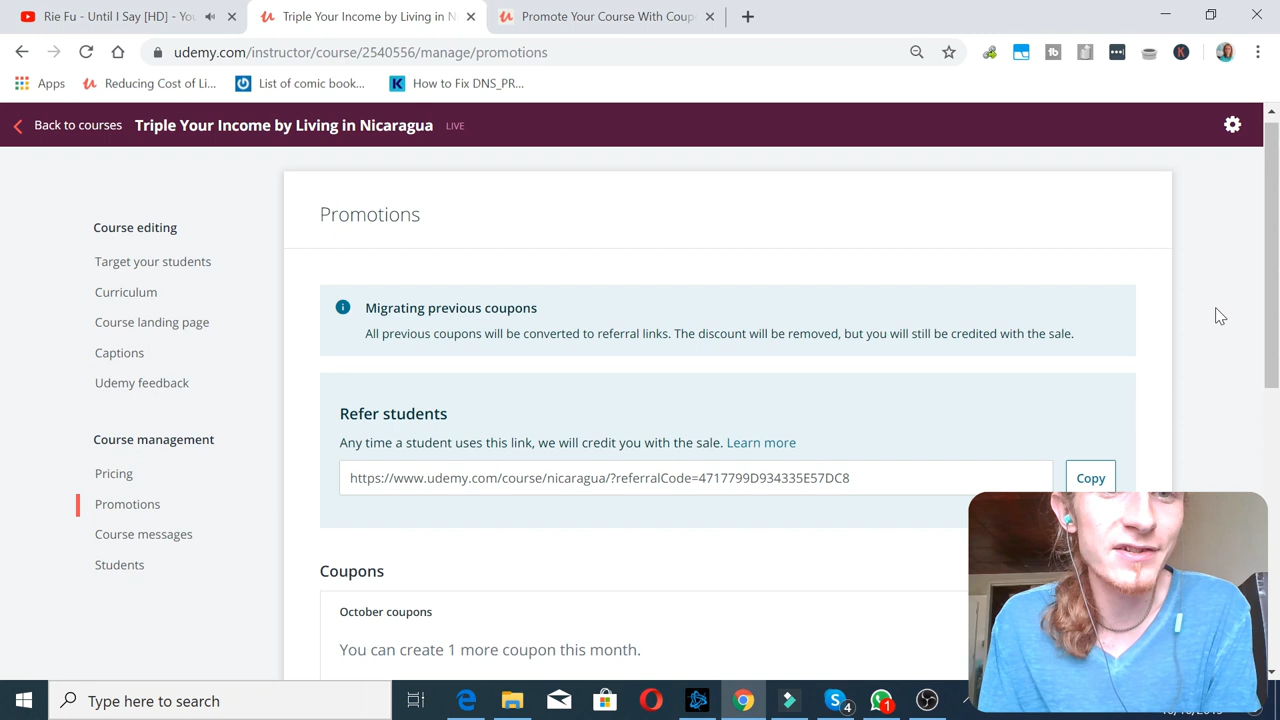 Rie Fu - Until I Say [HD] - Yo
Triple Your Income by Living in N
Promote Your Course With Coup
udemy.com/instructor/course/2540556/manage/promotions
Apps
Reducing Cost of Li...
List of comic book...
How to Fix DNS_PR...
Back to courses
Triple Your Income by Living in Nicaragua
LIVE
Promotions
Course editing
Target your students
Curriculum
Course landing page
Captions
Udemy feedback
Course management
Pricing
Promotions
Course messages
Students
Migrating previous coupons
All previous coupons will be converted to referral links. The discount will be removed, but you will still be credited with the sale.
Refer students
Any time a student uses this link, we will credit you with the sale. Learn more
https://www.udemy.com/course/nicaragua/?referralCode=4717799D934335E57DC8
Copy
Coupons
October coupons
You can create 1 more coupon this month.
Type here to search
4
1